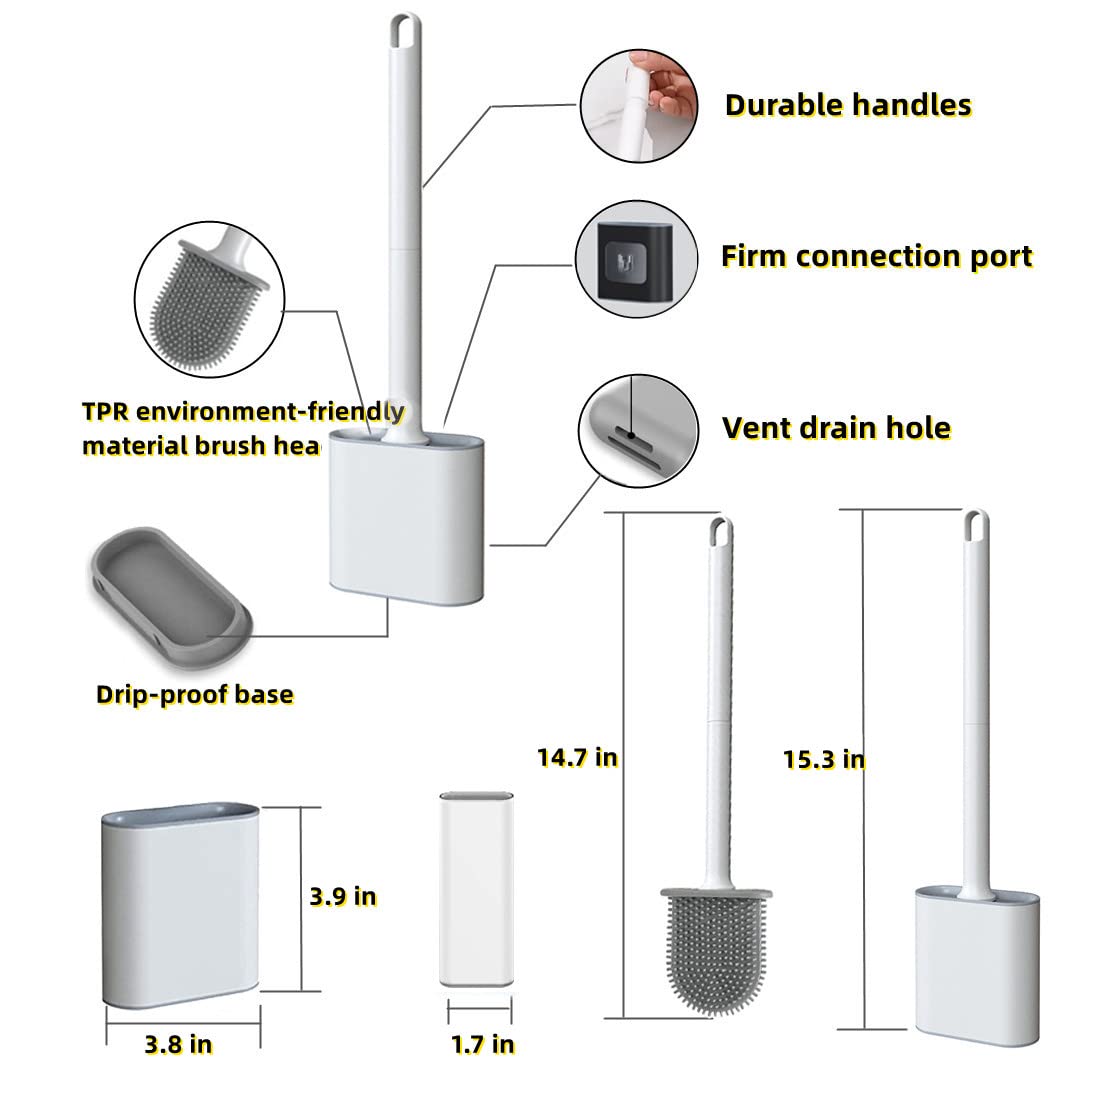 Durable handles
Firm connection port
TPR environment-friendly
material brush hea
Vent drain hole
Drip-proof base
14.7 in
15.3 in
3.9 in
3.8 in
1.7 in